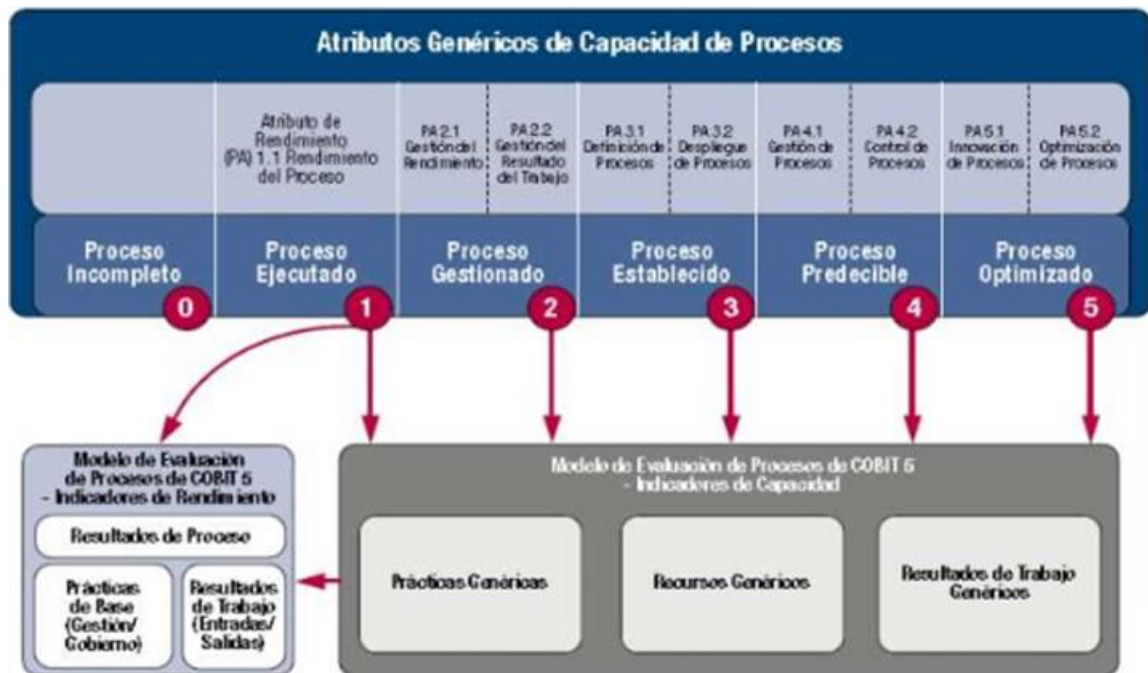 Atributos Genéricos de Capacidad de Procesos
Atributo de
Rendimiento
(PA) 1.1 Rendimiento
del Proceso
PA 2.1
Gestión del
Rendimiento
PA 2.2
Gestión del
Resultado
del Trabajo
PA 3.1
Definición de
Procesos
PA 3.2
Despliegue
de Procesos
PA 4.1
Gestión de
Procesos
PA 4.2
Control de
Procesos
PA 5.1
Innovación
de Procesos
PA 5.2
Optimización
de Procesos
Proceso
Incompleto
0
Proceso
Ejecutado
1
Proceso
Gestionado
2
Proceso
Establecido
3
Proceso
Predecible
4
Proceso
Optimizado
5
Modelo de Evaluación
de Procesos de COBIT 5
- Indicadores de Rendimiento
Resultados de Proceso
Prácticas
de Base
(Gestión/
Gobierno)
Resultados
de Trabajo
(Entradas/
Salidas)
Modelo de Evaluación de Procesos de COBIT 5
- Indicadores de Capacidad
Prácticas Genéricas
Recursos Genéricos
Resultados de Trabajo
Genéricos